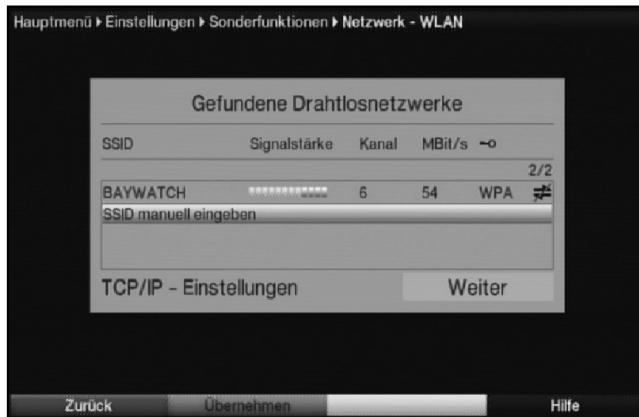 Hauptmenü ▸ Einstellungen ▸ Sonderfunktionen ▸ Netzwerk - WLAN
Gefundene Drahtlosnetzwerke
SSID Signalstärke Kanal MBit/s
2/2
BAYWATCH 6 54 WPA
SSID manuell eingeben
TCP/IP - Einstellungen Weiter
Zurück Übernehmen Hilfe